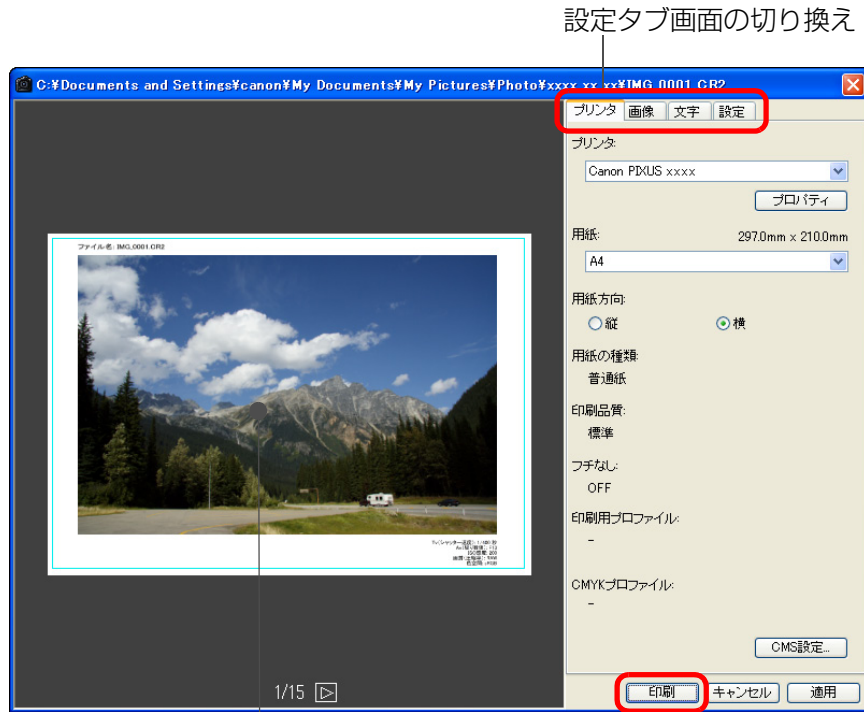 設定タブ画面の切り換え
C:¥Documents and Settings¥canon¥My Documents¥My Pictures¥Photo¥xxxx_xx_xx¥IMG_0001.CR2
プリンタ 画像 文字 設定
プリンタ:
Canon PIXUS xxxx
プロパティ
用紙: 297.0mm × 210.0mm
A4
用紙方向:
縦 横
用紙の種類:
普通紙
印刷品質:
標準
フチなし:
OFF
印刷用プロファイル:
-
CMYKプロファイル:
-
CMS設定...
ファイル名: IMG_0001.CR2
1/15
印刷 キャンセル 適用